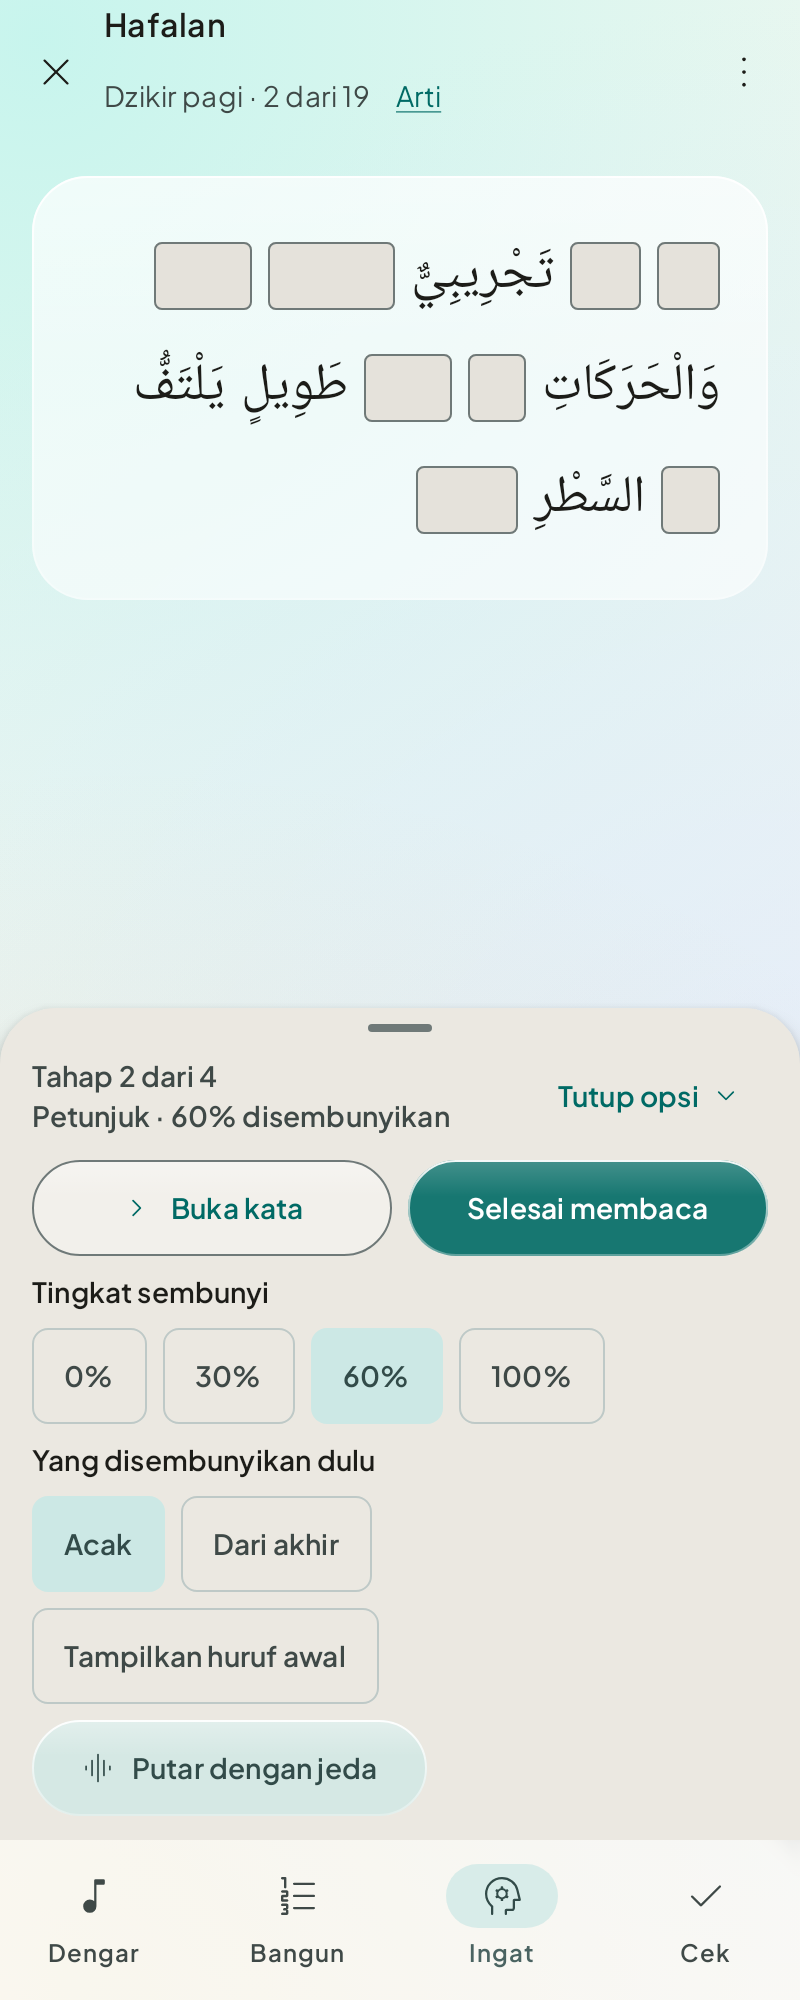 Hafalan
Dzikir pagi · 2 dari 19 Arti
تَجْرِيبِيٌّ
وَالْحَرَكَاتِ طَوِيلٍ يَلْتَفُّ
السَّطْرِ
Tahap 2 dari 4
Petunjuk · 60% disembunyikan
Tutup opsi
Buka kata
Selesai membaca
Tingkat sembunyi
0% 30% 60% 100%
Yang disembunyikan dulu
Acak Dari akhir
Tampilkan huruf awal
Putar dengan jeda
Dengar Bangun Ingat Cek